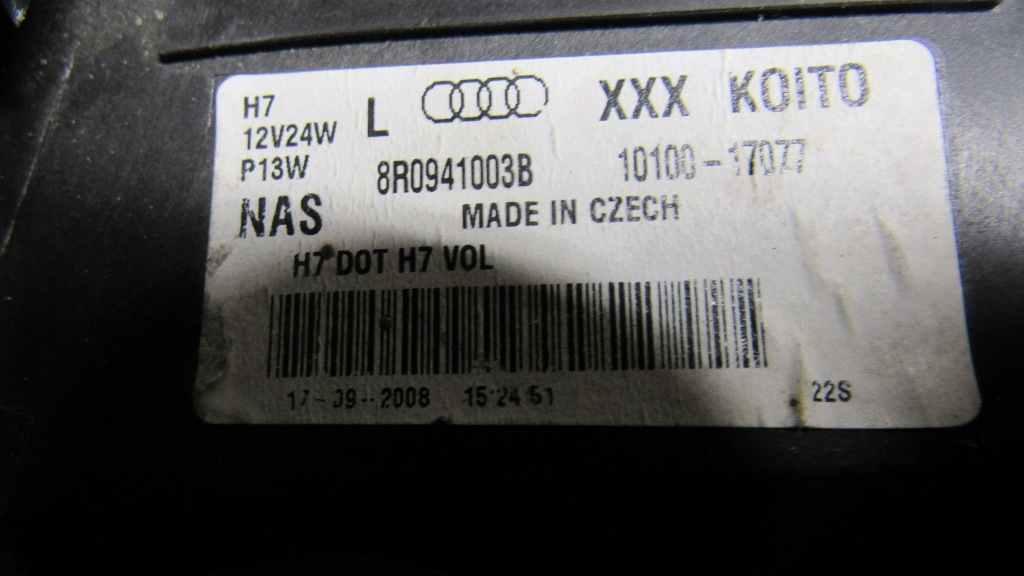 H7 L XXX KOITO
12V24W
P13W 8R0941003B 10100-17077
NAS MADE IN CZECH
H7 DOT H7 VOL
17-09-2008 15:24:51 22S